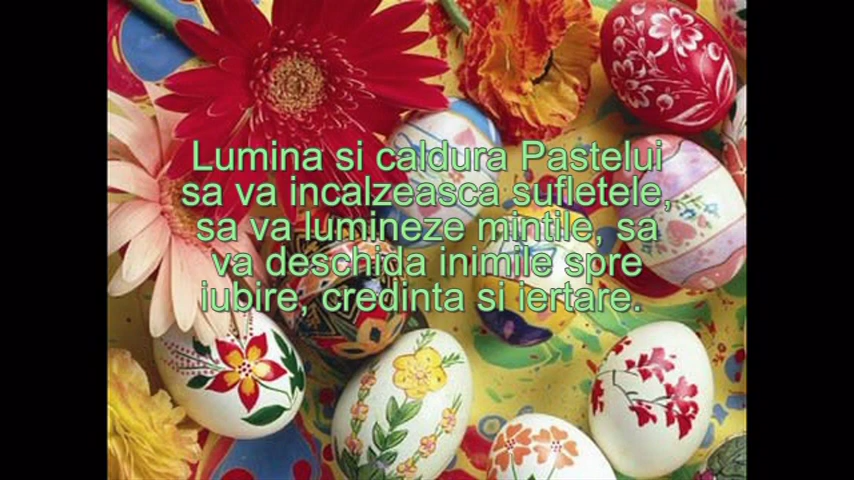 Lumina si caldura Pastelui
sa va incalzeasca sufletele,
sa va lumineze mintile, sa
va deschida inimile spre
iubire, credinta si iertare.